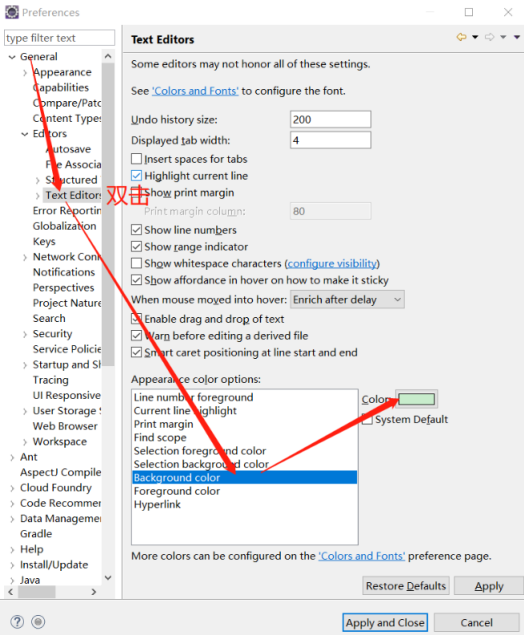 Preferences
type filter text
General
Appearance
Capabilities
Compare/Patc
Content Types
Editors
Autosave
File Associa
Structured
Text Editors
Error Reportin
Globalization
Keys
Network Conn
Notifications
Perspectives
Project Nature
Search
Security
Service Policie
Startup and Sh
Tracing
UI Responsive
User Storage S
Web Browser
Workspace
Ant
AspectJ Compile
Cloud Foundry
Code Recommen
Data Managemen
Gradle
Help
Install/Update
Java
双击
Text Editors
Some editors may not honor all of these settings.
See 'Colors and Fonts' to configure the font.
Undo history size: 200
Displayed tab width: 4
Insert spaces for tabs
Highlight current line
Show print margin
Print margin column: 80
Show line numbers
Show range indicator
Show whitespace characters (configure visibility)
Show affordance in hover on how to make it sticky
When mouse moved into hover: Enrich after delay
Enable drag and drop of text
Warn before editing a derived file
Smart caret positioning at line start and end
Appearance color options:
Line number foreground
Current line highlight
Print margin
Find scope
Selection foreground color
Selection background color
Background color
Foreground color
Hyperlink
Color:
System Default
More colors can be configured on the 'Colors and Fonts' preference page.
Restore Defaults Apply
Apply and Close Cancel